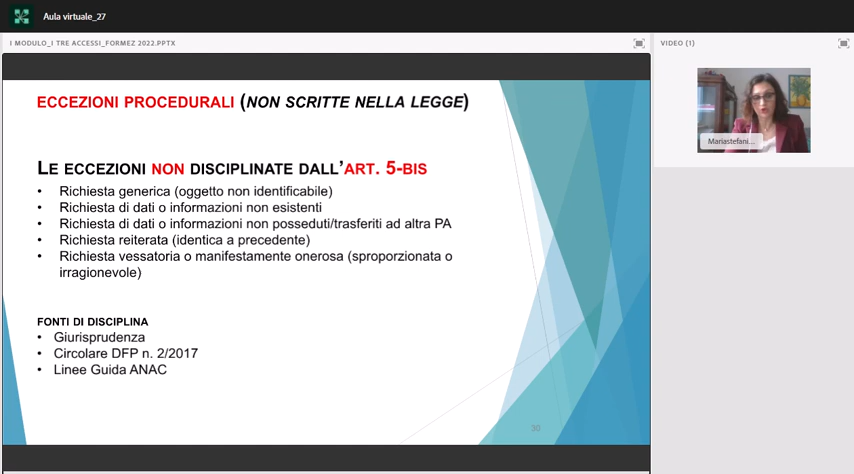 Aula virtuale_27
I MODULO_I TRE ACCESSI_FORMEZ 2022.PPTX
VIDEO (1)
ECCEZIONI PROCEDURALI (NON SCRITTE NELLA LEGGE)
LE ECCEZIONI NON DISCIPLINATE DALL'ART. 5-BIS
• Richiesta generica (oggetto non identificabile)
• Richiesta di dati o informazioni non esistenti
• Richiesta di dati o informazioni non posseduti/trasferiti ad altra PA
• Richiesta reiterata (identica a precedente)
• Richiesta vessatoria o manifestamente onerosa (sproporzionata o
irragionevole)
FONTI DI DISCIPLINA
• Giurisprudenza
• Circolare DFP n. 2/2017
• Linee Guida ANAC
30
Mariastefani...